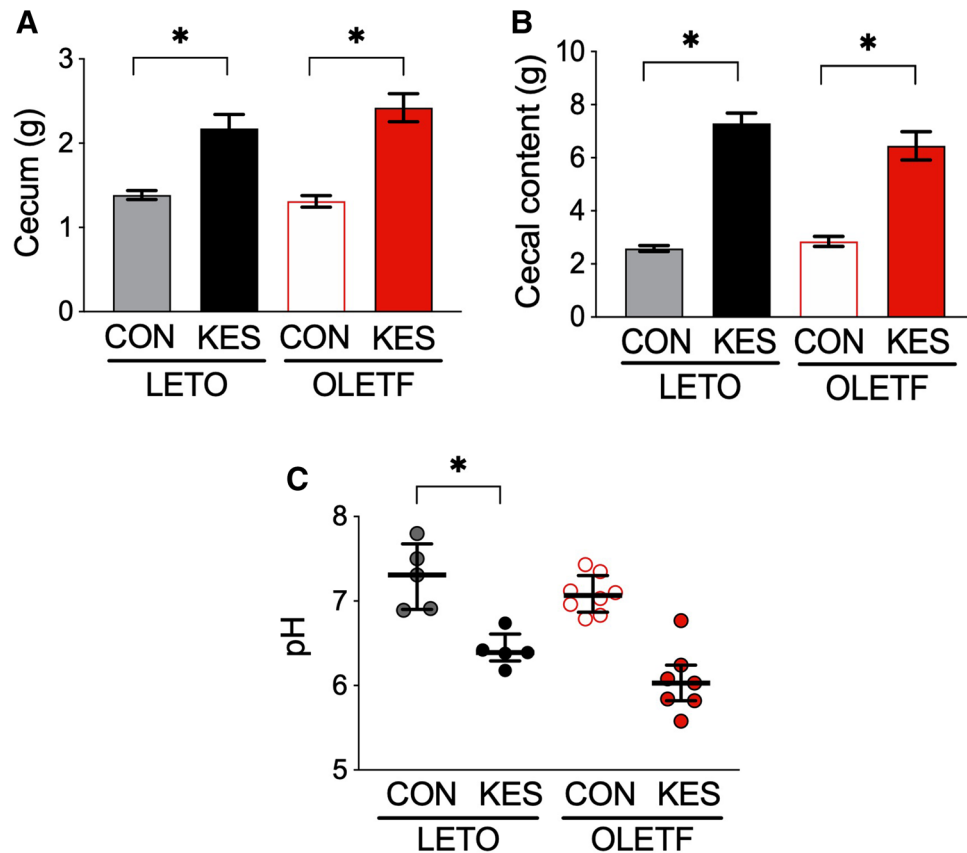 A
Cecum (g)
3
2
1
0
*
*
CON KES CON KES
LETO OLETF
B
Cecal content (g)
10
8
6
4
2
0
*
*
CON KES CON KES
LETO OLETF
C
pH
8
7
6
5
*
CON KES CON KES
LETO OLETF